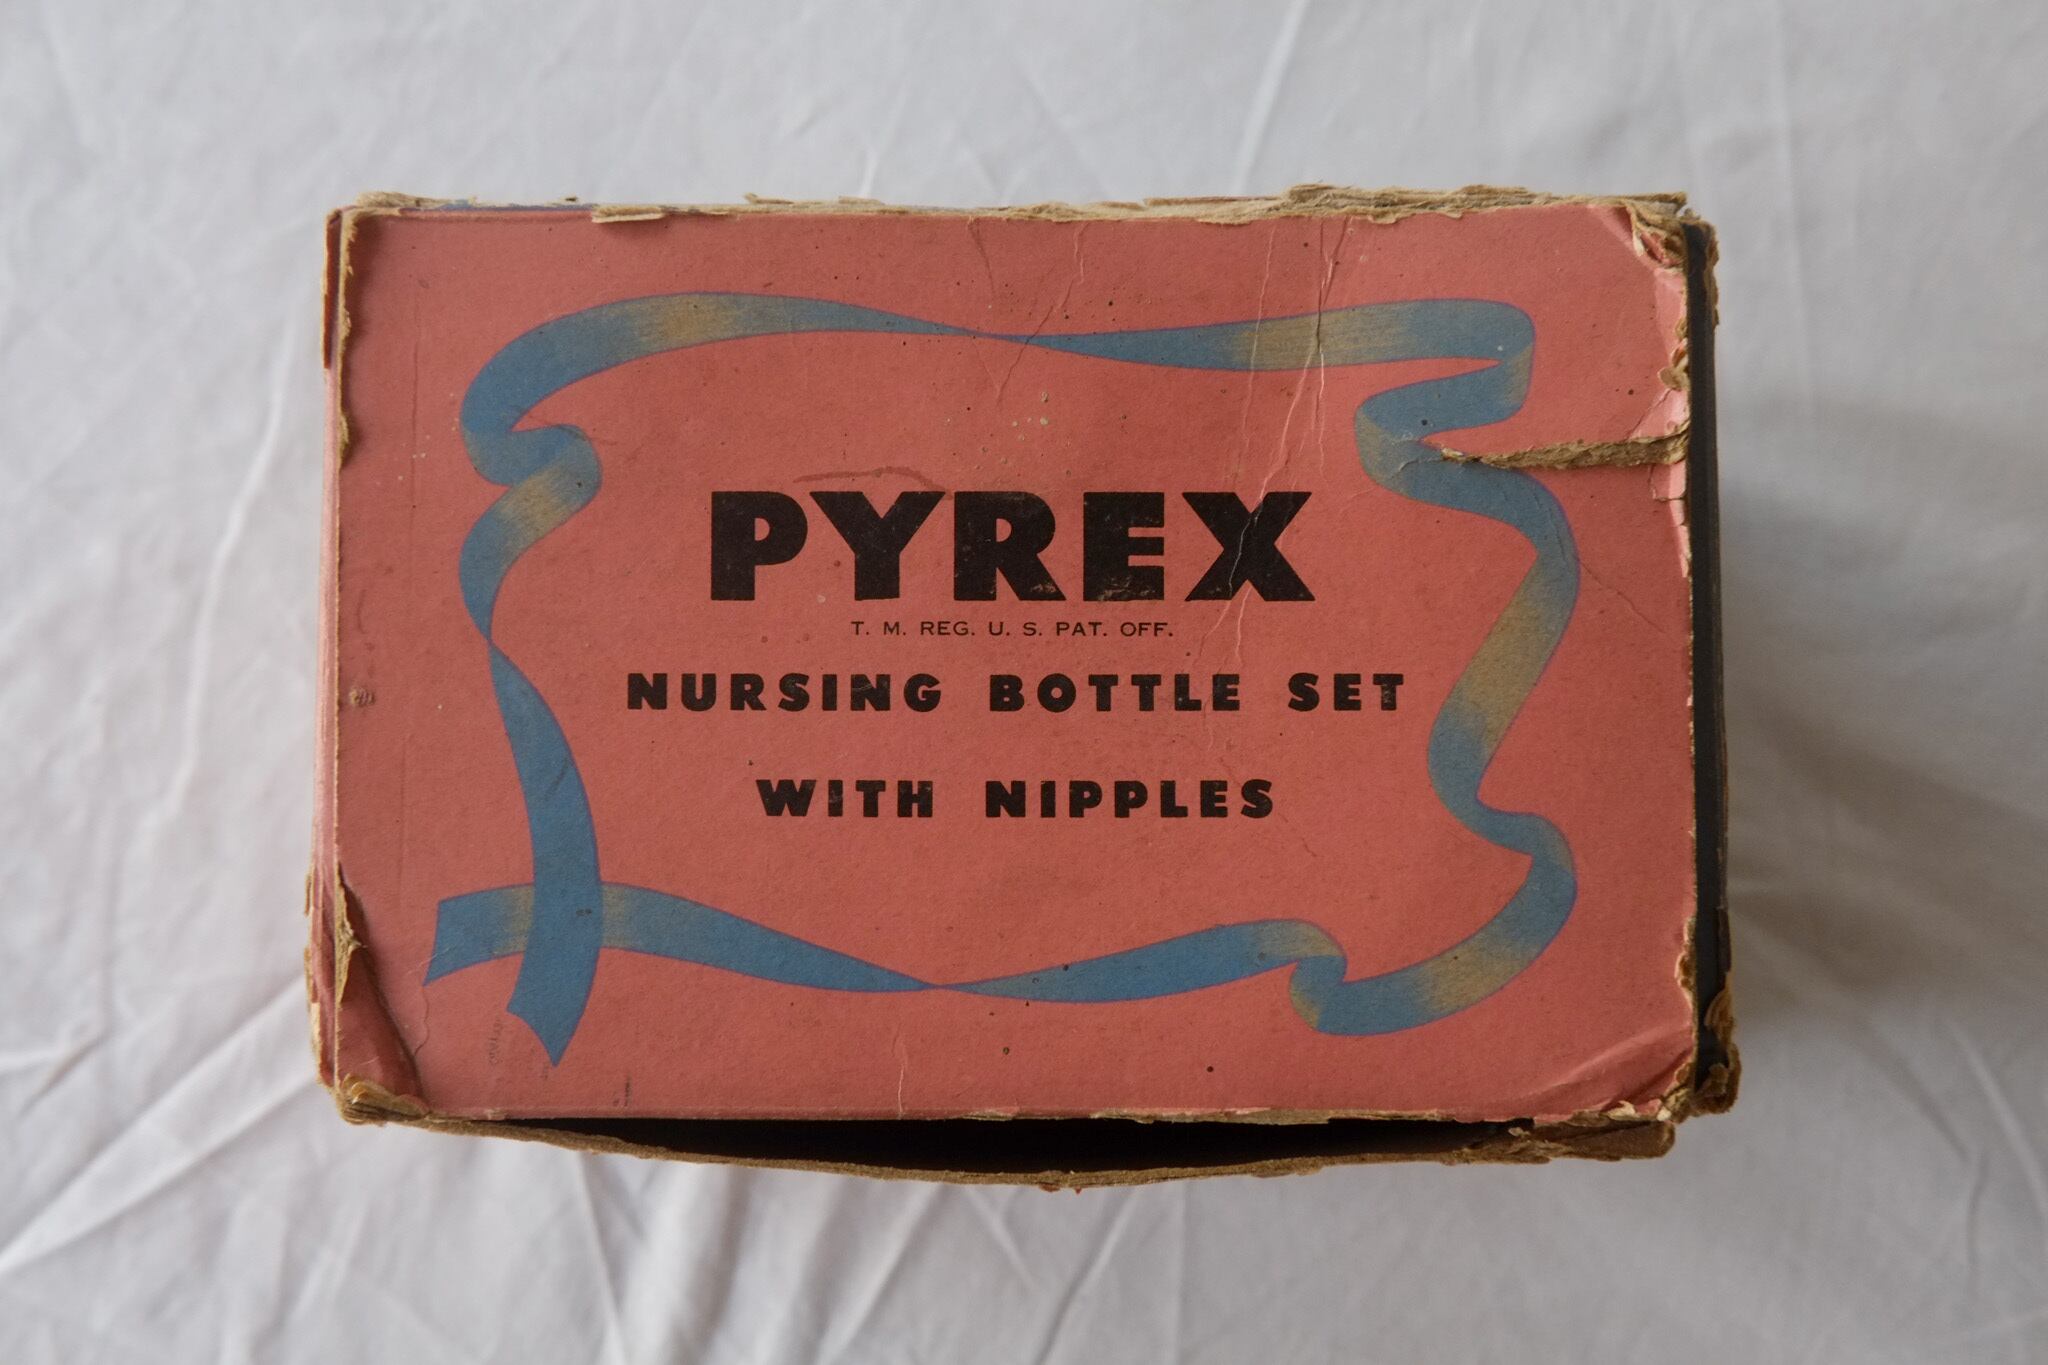 PYREX
T. M. REG. U. S. PAT. OFF.
NURSING BOTTLE SET
WITH NIPPLES